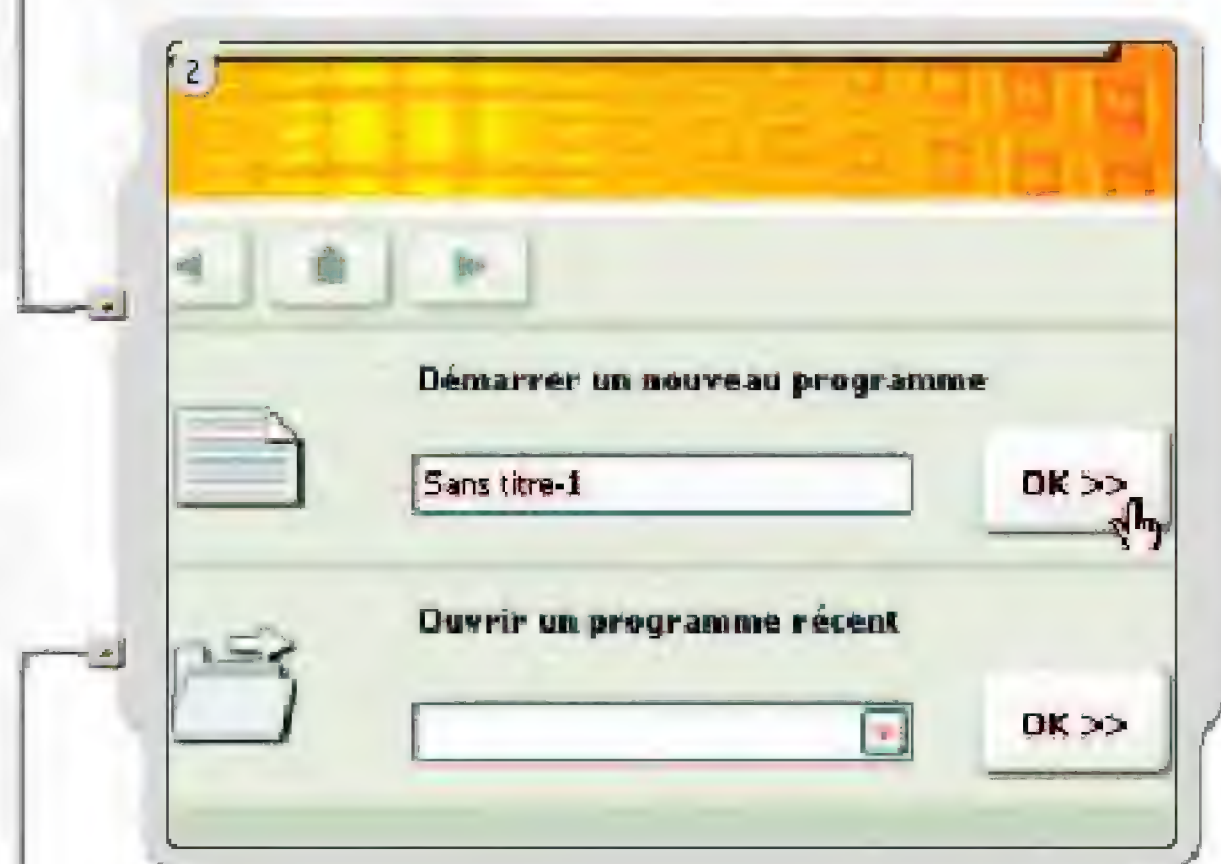 2
Démarrer un nouveau programme
Sans titre-1
OK >>
Ouvrir un programme récent
OK >>